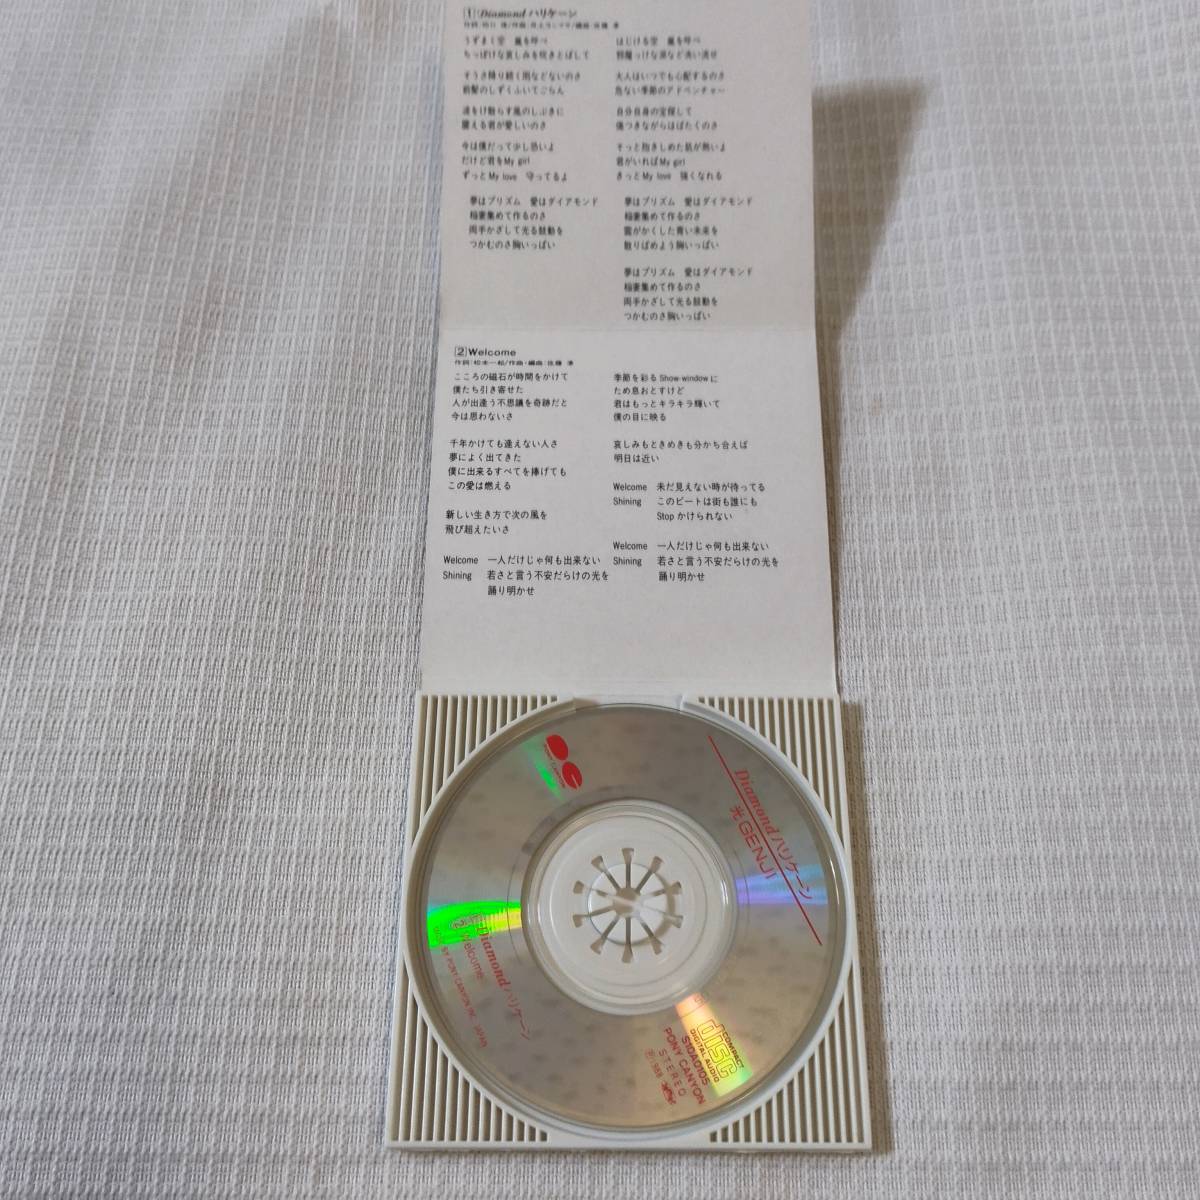 1 Diamond ハリケーン
うずまく空 嵐を呼べ
ちっぽけな哀しみを吹きとばして
そうさ降り続く雨などないのさ
前髪のしずくふいてごらん
波をけ散らす風のしぶきに
震える君が愛しいのさ
今は僕だって少し恐いよ
だけど君をMy girl
ずっとMy love 守ってるよ
夢はプリズム 愛はダイアモンド
稲妻集めて作るのさ
両手かざして光る鼓動を
つかむのさ胸いっぱい
はじける空 嵐を呼べ
邪魔っけな涙など洗い流せ
大人はいつでも心配するのさ
危ない季節のアドベンチャー
自分自身の宝探して
傷つきながらはばたくのさ
そっと抱きしめた肌が熱いよ
君がいればMy girl
きっとMy love 強くなれる
夢はプリズム 愛はダイアモンド
稲妻集めて作るのさ
雲がかくした青い未来を
散りばめよう胸いっぱい
夢はプリズム 愛はダイアモンド
稲妻集めて作るのさ
両手かざして光る鼓動を
つかむのさ胸いっぱい
2 Welcome
こころの磁石が時間をかけて
僕たち引き寄せた
人が出逢う不思議を奇跡だと
今は思わないさ
千年かけても逢えない人さ
夢によく出てきた
僕に出来るすべてを捧げても
この愛は燃える
新しい生き方で次の風を
飛び超えたいさ
Welcome 一人だけじゃ何も出来ない
Shining 若さと言う不安だらけの光を
踊り明かせ
季節を彩る Show-window に
ため息おとすけど
君はもっとキラキラ輝いて
僕の目に映る
哀しみもときめきも分かち合えば
明日は近い
Welcome 未だ見えない時が待ってる
Shining このビートは街も誰にも
Stop かけられない
Welcome 一人だけじゃ何も出来ない
Shining 若さと言う不安だらけの光を
踊り明かせ
Diamond ハリケーン
光GENJI
Diamond ハリケーン
2 Welcome
BY PONY CANYON INC. JAPAN
COMPACT
disc
DIGITAL AUDIO
S10A0105
PONY CANYON
STEREO